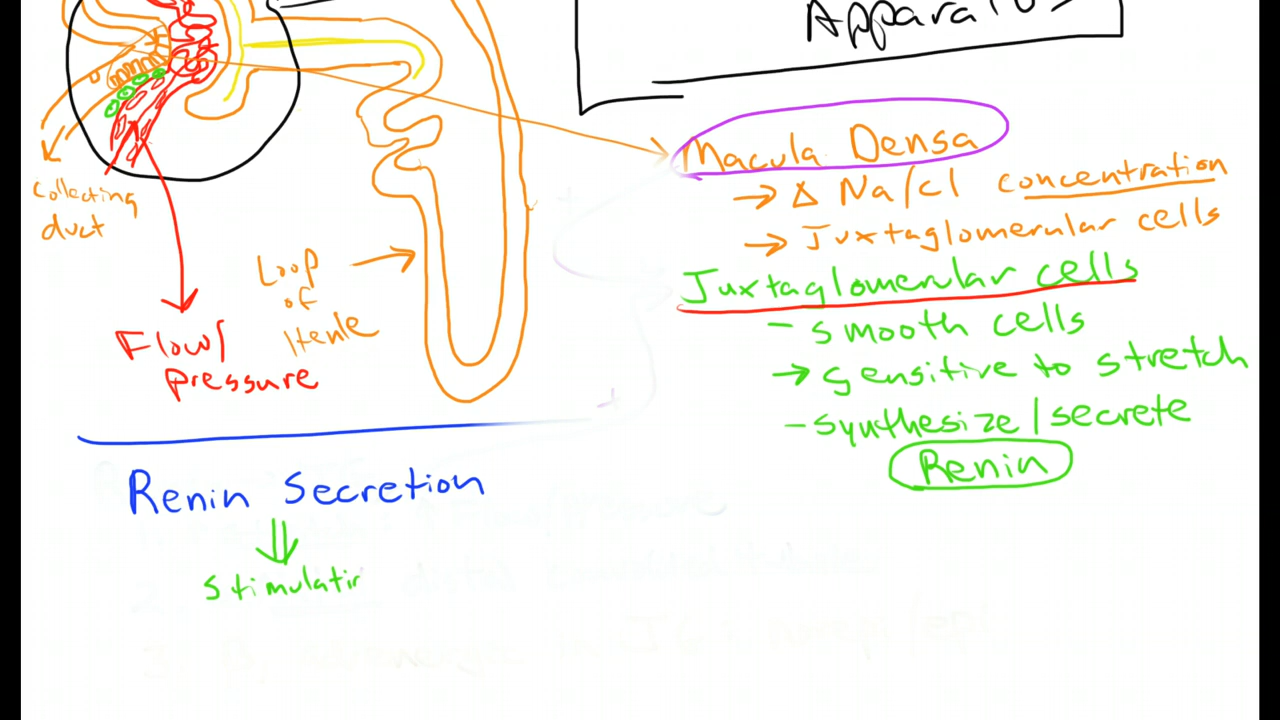 Apparatus
Macula Densa
→ Δ Na/Cl concentration
→ Juxtaglomerular cells
Juxtaglomerular cells
- smooth cells
→ sensitive to stretch
- synthesize/secrete
Renin
collecting
duct
Loop
of
Henle
Flow/
pressure
Renin Secretion
stimulatin